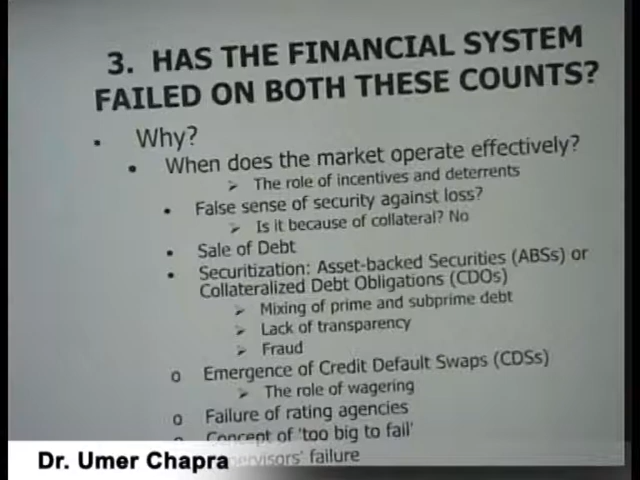 3. HAS THE FINANCIAL SYSTEM
FAILED ON BOTH THESE COUNTS?
• Why?
• When does the market operate effectively?
➢ The role of incentives and deterrents
• False sense of security against loss?
➢ Is it because of collateral? No
• Sale of Debt
• Securitization: Asset-backed Securities (ABSs) or
Collateralized Debt Obligations (CDOs)
➢ Mixing of prime and subprime debt
➢ Lack of transparency
➢ Fraud
o Emergence of Credit Default Swaps (CDSs)
➢ The role of wagering
o Failure of rating agencies
o Concept of 'too big to fail'
failure
Dr. Umer Chapra